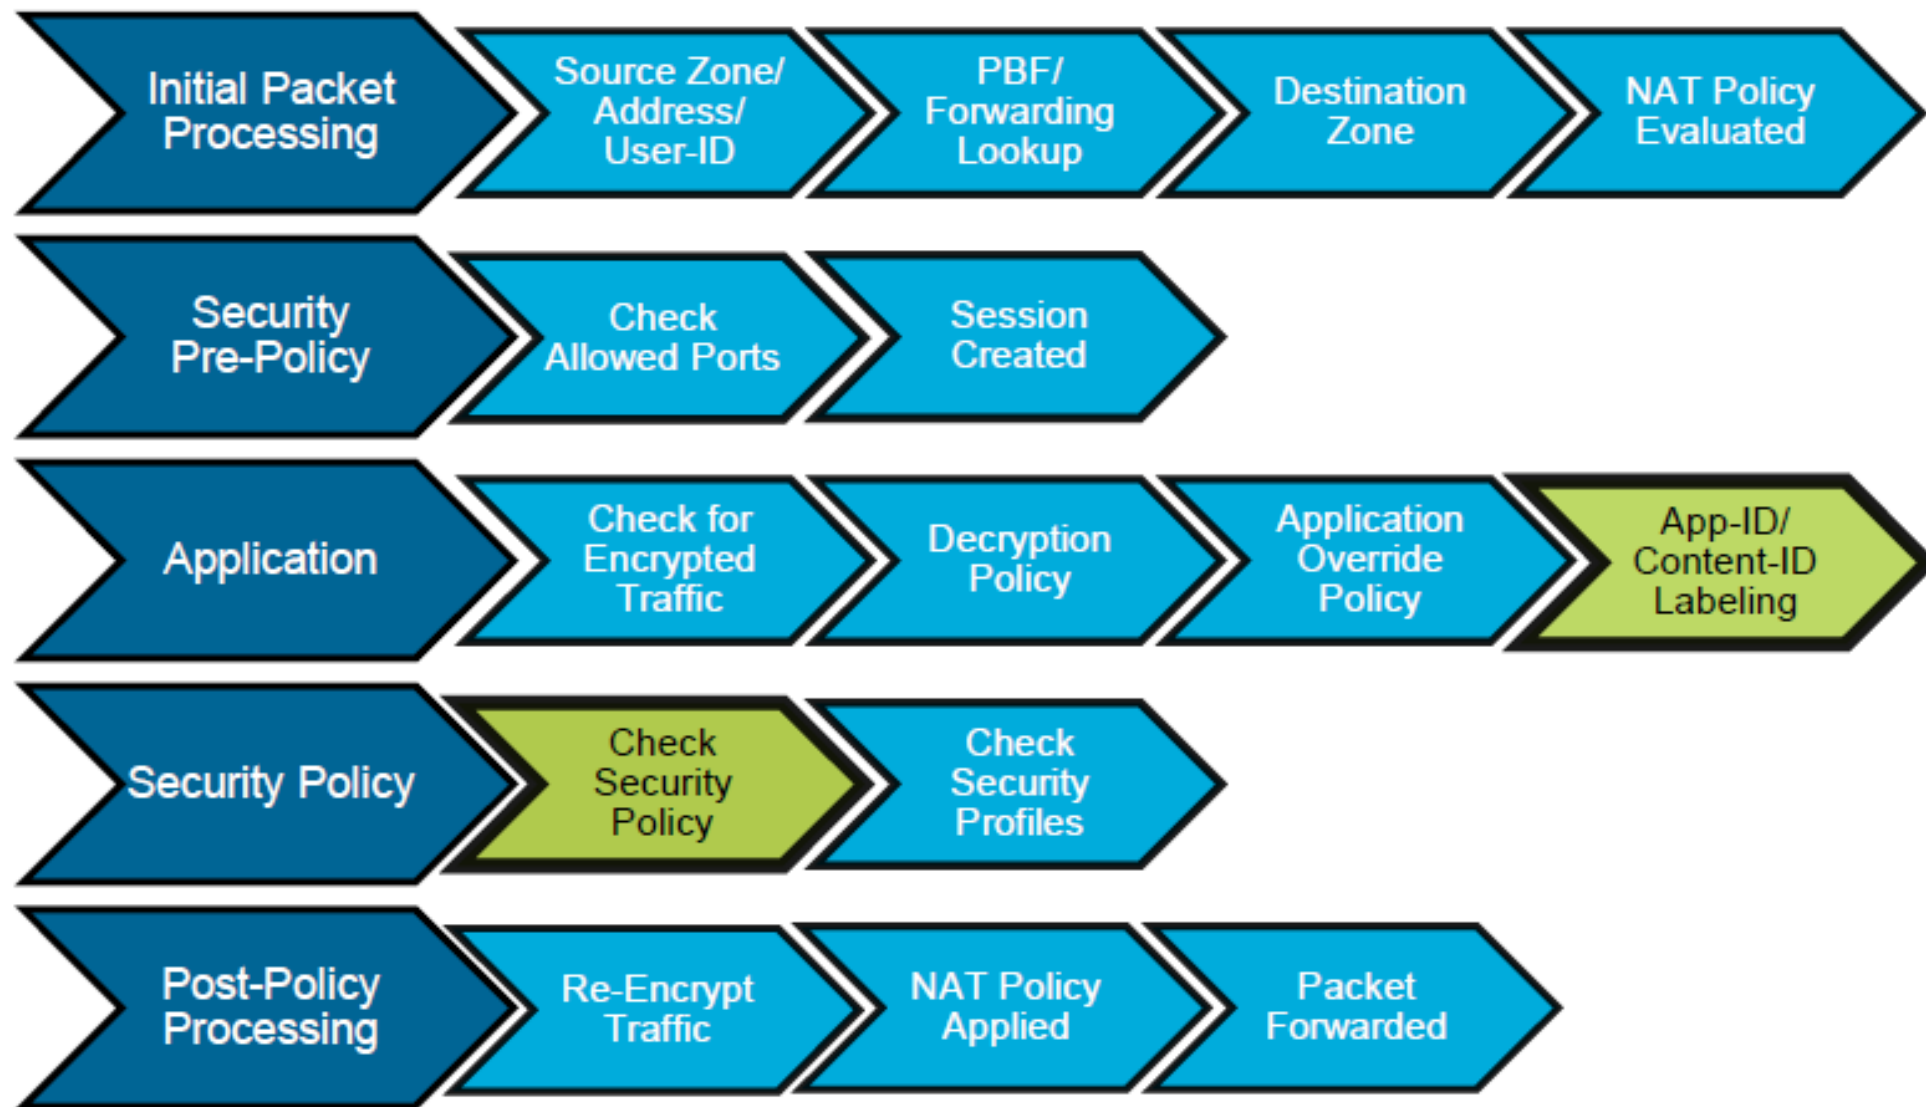 Initial Packet
Processing
Source Zone/
Address/
User-ID
PBF/
Forwarding
Lookup
Destination
Zone
NAT Policy
Evaluated
Security
Pre-Policy
Check
Allowed Ports
Session
Created
Application
Check for
Encrypted
Traffic
Decryption
Policy
Application
Override
Policy
App-ID/
Content-ID
Labeling
Security Policy
Check
Security
Policy
Check
Security
Profiles
Post-Policy
Processing
Re-Encrypt
Traffic
NAT Policy
Applied
Packet
Forwarded